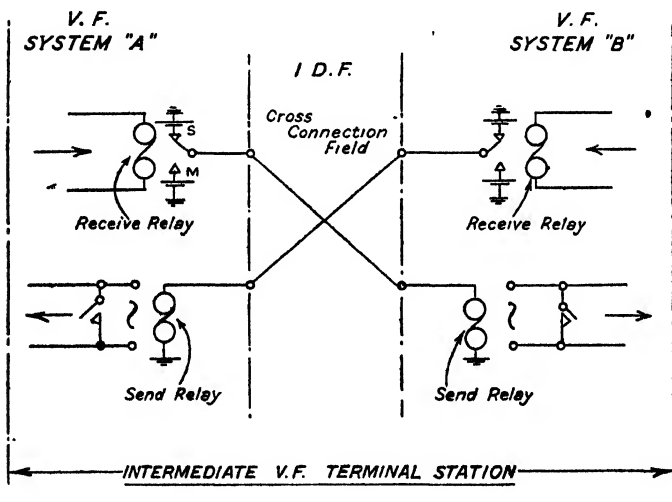 V. F.
SYSTEM "A"
V. F.
SYSTEM "B"
I D. F.
Cross
Connection
Field
S
M
Receive Relay
Receive Relay
Send Relay
Send Relay
INTERMEDIATE V.F. TERMINAL STATION